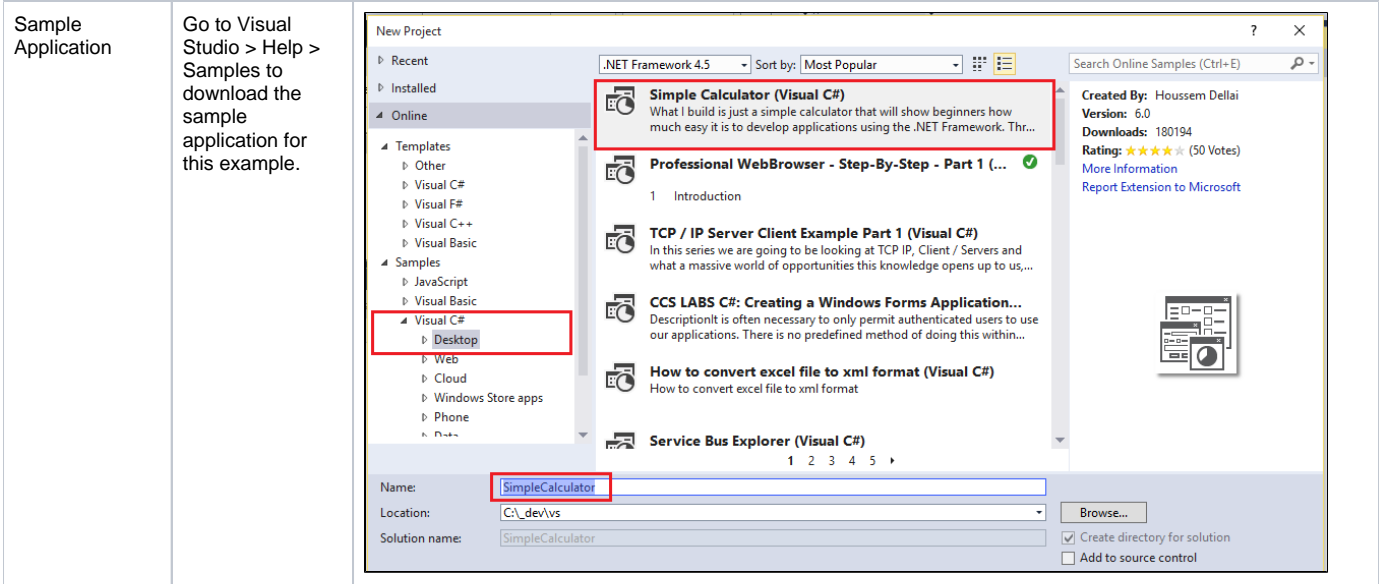 Sample
Application
Go to Visual
Studio > Help >
Samples to
download the
sample
application for
this example.
New Project
?
Recent
Installed
Online
Templates
Other
Visual C#
Visual F#
Visual C++
Visual Basic
Samples
JavaScript
Visual Basic
Visual C#
Desktop
Web
Cloud
Windows Store apps
Phone
Data
.NET Framework 4.5 Sort by: Most Popular
Simple Calculator (Visual C#)
What I build is just a simple calculator that will show beginners how
much easy it is to develop applications using the .NET Framework. Thr...
Professional WebBrowser - Step-By-Step - Part 1 (...
1 Introduction
TCP / IP Server Client Example Part 1 (Visual C#)
In this series we are going to be looking at TCP IP, Client / Servers and
what a massive world of opportunities this knowledge opens up to us,...
CCS LABS C#: Creating a Windows Forms Application...
DescriptionIt is often necessary to only permit authenticated users to use
our applications. There is no predefined method of doing this within...
How to convert excel file to xml format (Visual C#)
How to convert excel file to xml format
Service Bus Explorer (Visual C#)
1 2 3 4 5
Search Online Samples (Ctrl+E)
Created By: Houssem Dellai
Version: 6.0
Downloads: 180194
Rating: (50 Votes)
More Information
Report Extension to Microsoft
Name: SimpleCalculator
Location: C:\_dev\vs
Browse...
Solution name: SimpleCalculator
Create directory for solution
Add to source control